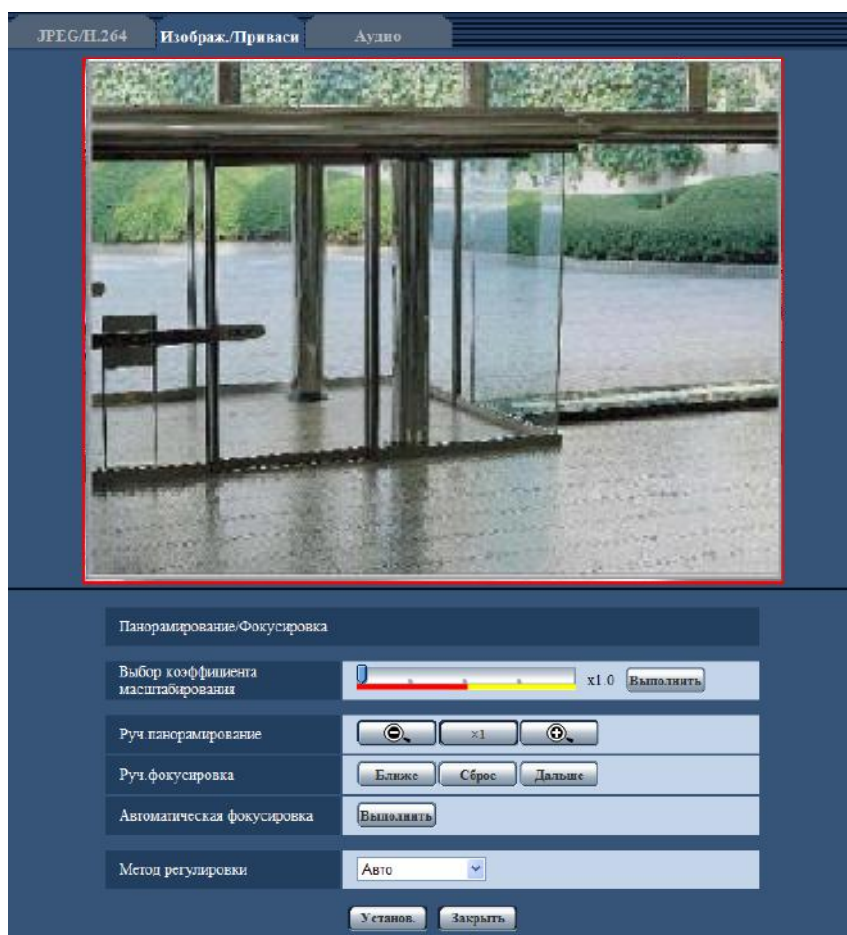 JPEG/H.264 Изображ./Приваси Аудио
Панорамирование/Фокусировка
Выбор коэффициента
масштабирования
x1.0 Выполнить
Руч.панорамирование
×1
Руч.фокусировка
Ближе Сброс Дальше
Автоматическая фокусировка
Выполнить
Метод регулировки
Авто
Установ. Закрыть